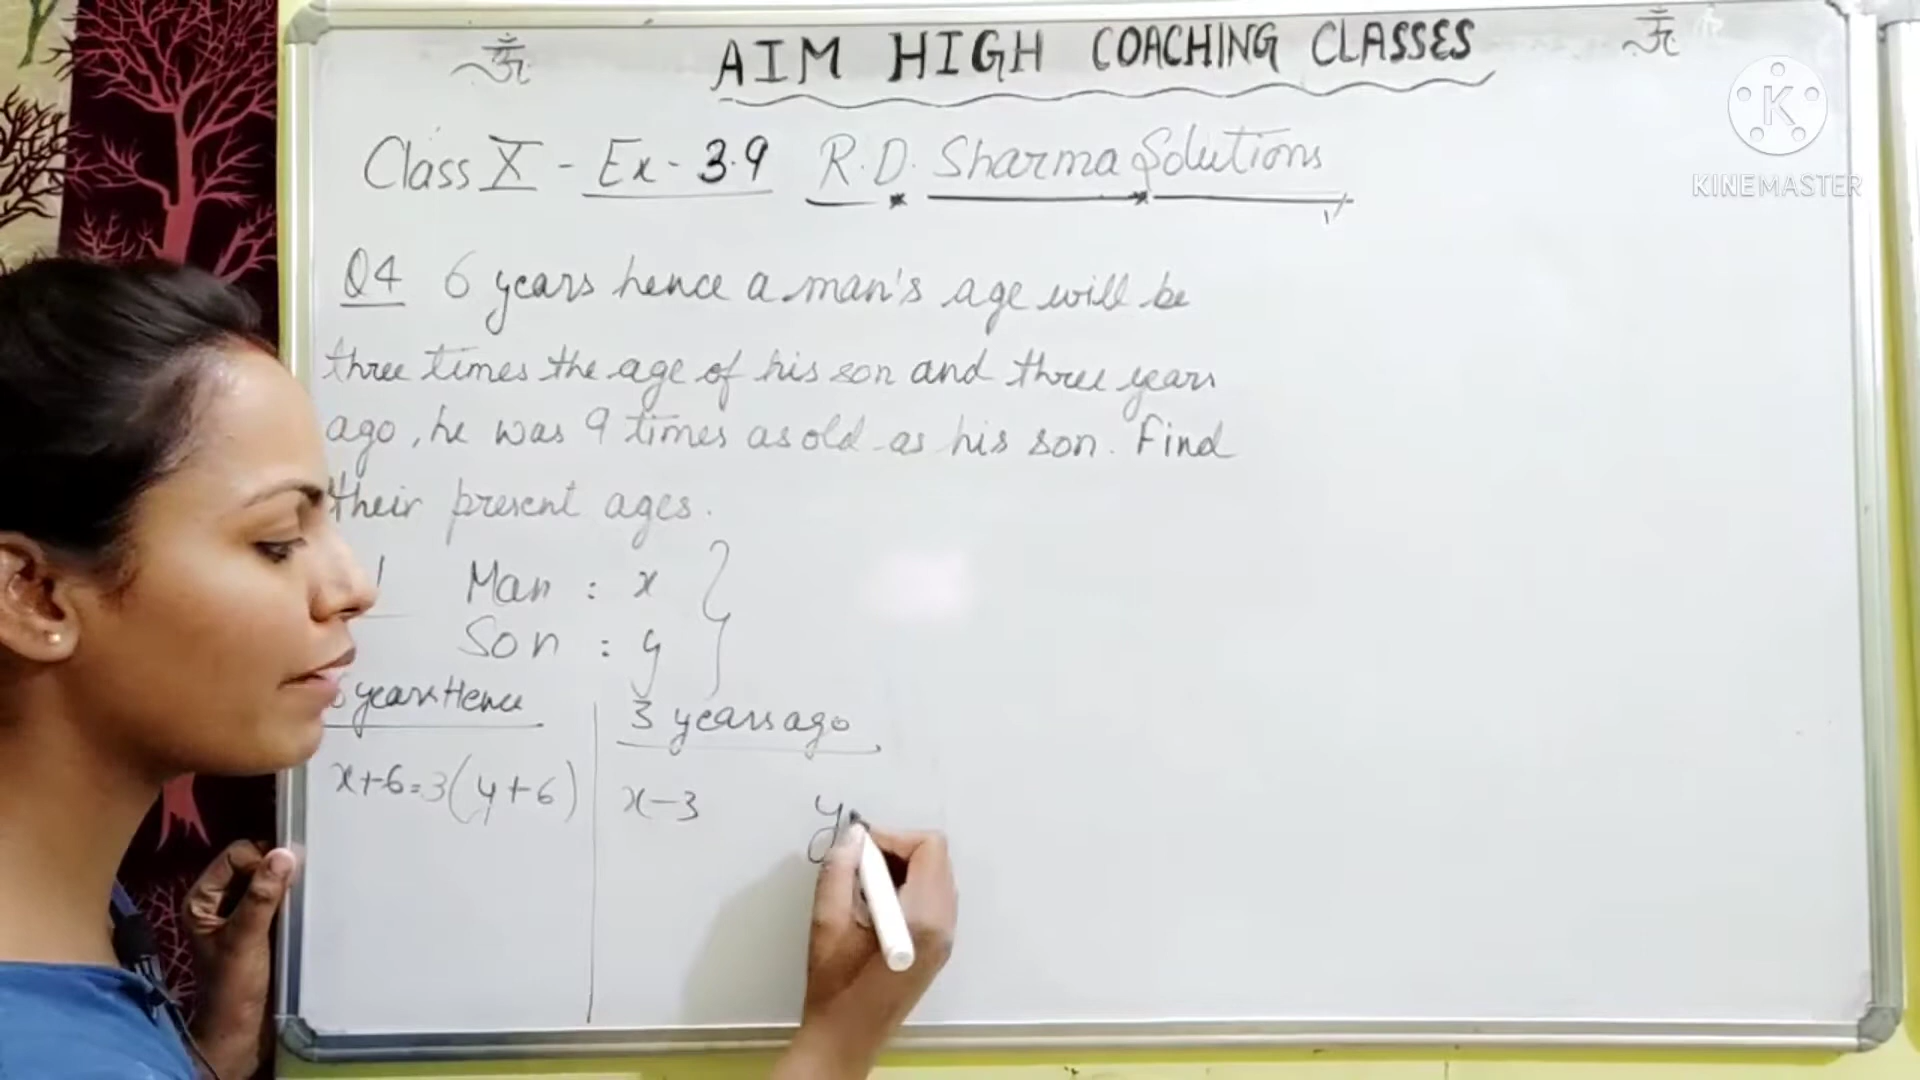 ॐ AIM HIGH COACHING CLASSES ॐ
K
KINEMASTER
Class X - Ex - 3.9 R.D. Sharma Solutions
Q4 6 years hence a man's age will be
three times the age of his son and three years
ago, he was 9 times as old as his son. Find
their present ages.
Man : x
Son : y
years Hence
3 years ago
x+6=3(y+6)
x-3 y